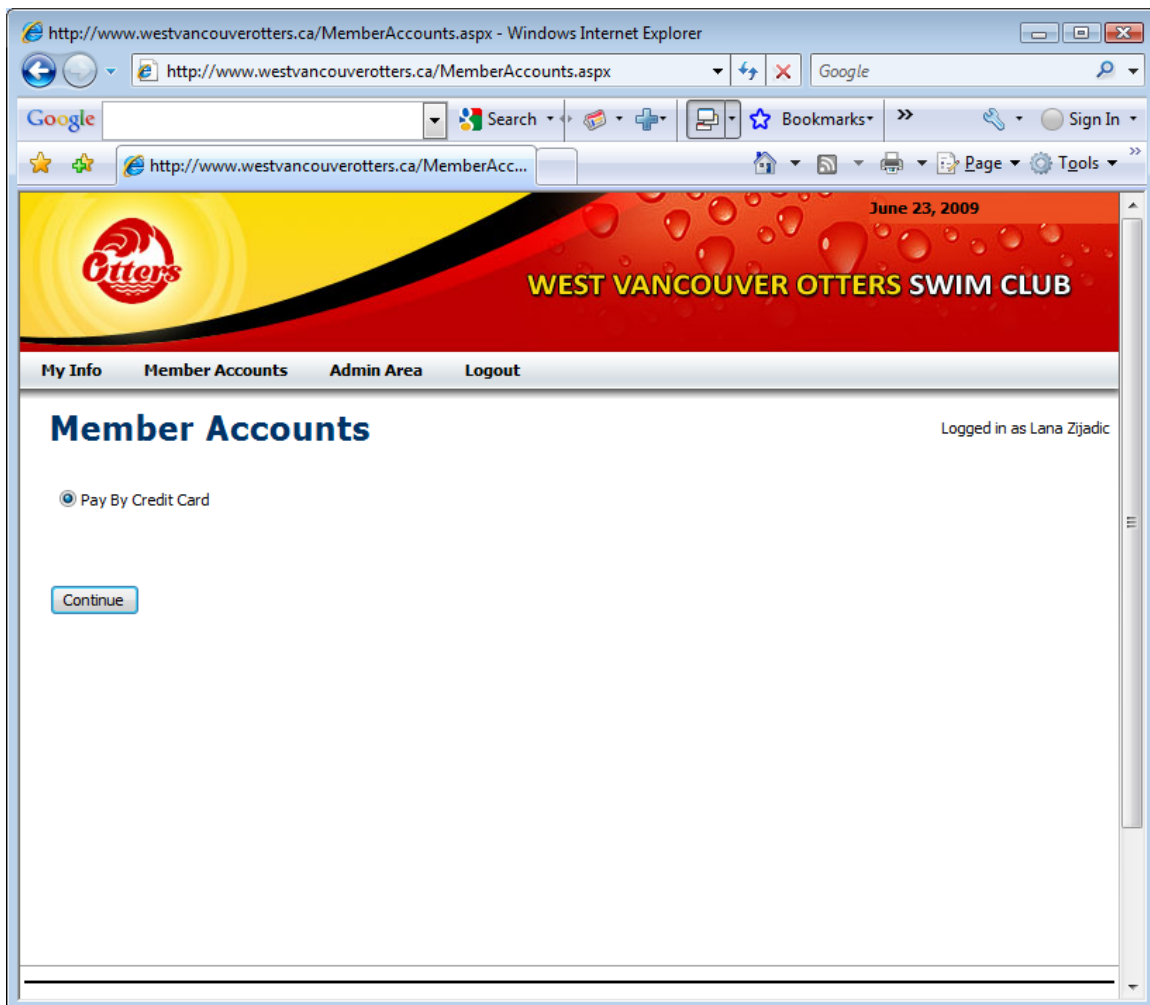 http://www.westvancouverotters.ca/MemberAccounts.aspx - Windows Internet Explorer
http://www.westvancouverotters.ca/MemberAccounts.aspx Google
Google Search Bookmarks >> Sign In
http://www.westvancouverotters.ca/MemberAcc... Page Tools >>
June 23, 2009
Otters
WEST VANCOUVER OTTERS SWIM CLUB
My Info Member Accounts Admin Area Logout
Member Accounts
Logged in as Lana Zijadic
Pay By Credit Card
Continue